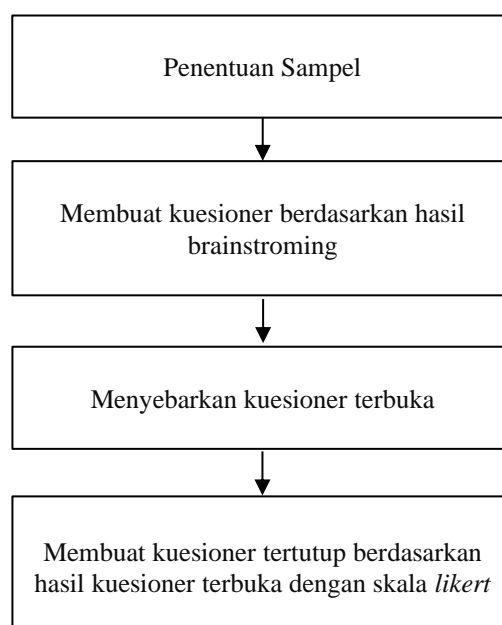 Penentuan Sampel
Membuat kuesioner berdasarkan hasil
brainstroming
Menyebarkan kuesioner terbuka
Membuat kuesioner tertutup berdasarkan
hasil kuesioner terbuka dengan skala likert